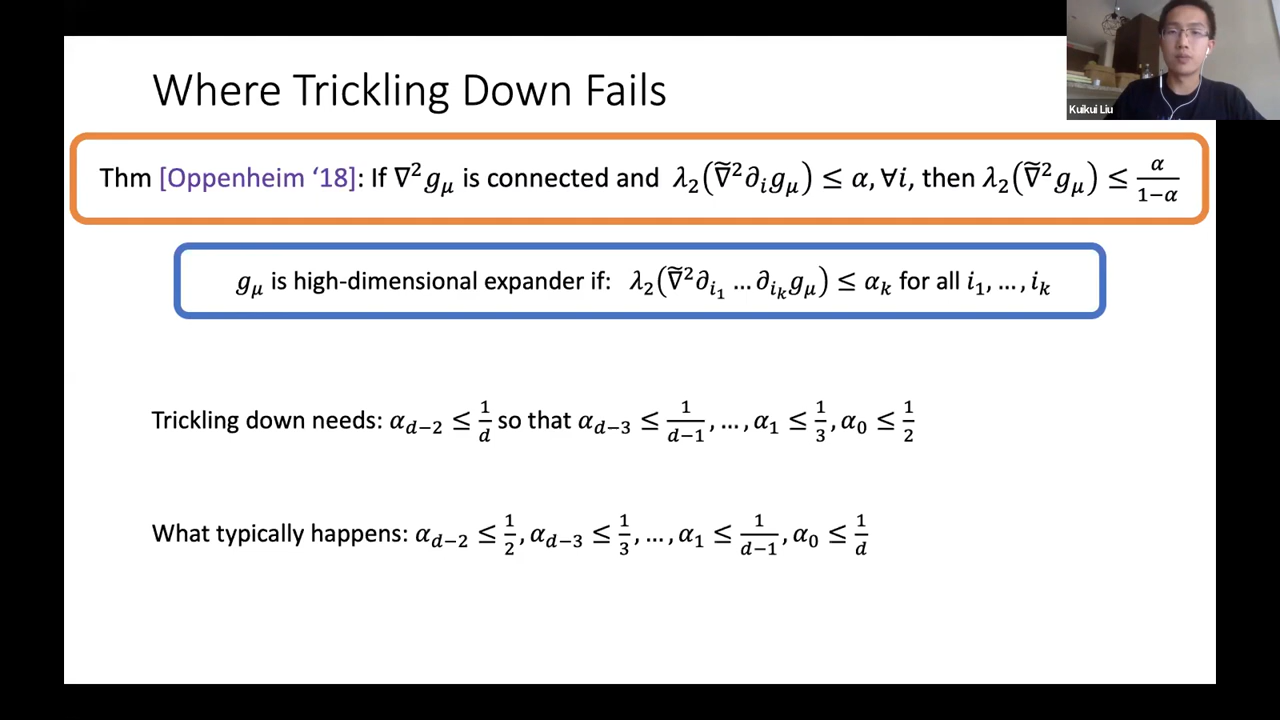 Where Trickling Down Fails
Kuikui Liu
Thm [Oppenheim ‘18]: If ∇²g_μ is connected and λ₂(∇̃²∂ᵢg_μ) ≤ α, ∀i, then λ₂(∇̃²g_μ) ≤ α/(1−α)
g_μ is high-dimensional expander if: λ₂(∇̃²∂_{i₁} … ∂_{i_k}g_μ) ≤ α_k for all i₁, …, i_k
Trickling down needs: α_{d−2} ≤ 1/d so that α_{d−3} ≤ 1/(d−1), …, α₁ ≤ 1/3, α₀ ≤ 1/2
What typically happens: α_{d−2} ≤ 1/2, α_{d−3} ≤ 1/3, …, α₁ ≤ 1/(d−1), α₀ ≤ 1/d